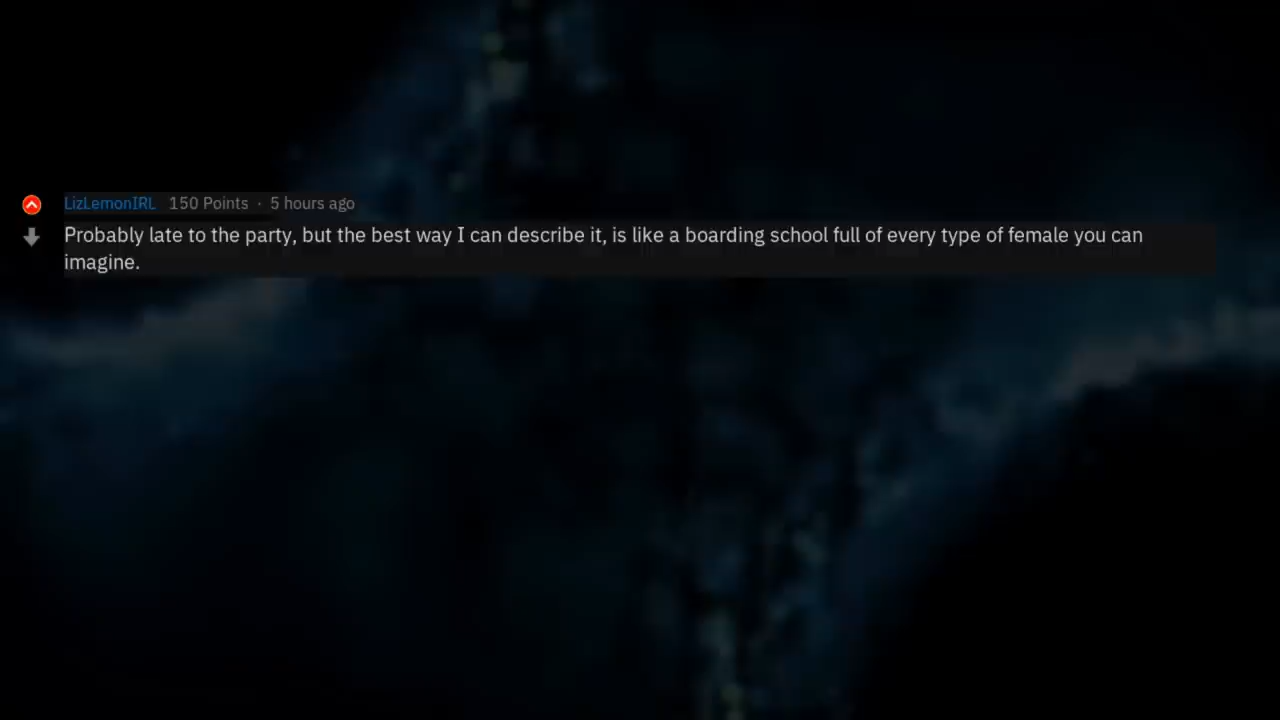 LizLemonIRL 150 Points · 5 hours ago
Probably late to the party, but the best way I can describe it, is like a boarding school full of every type of female you can
imagine.